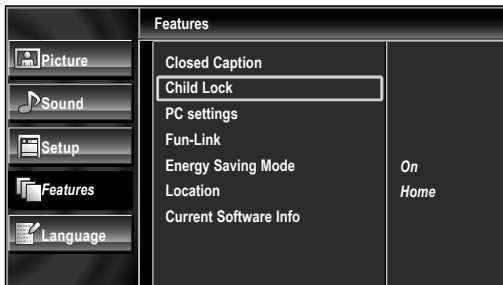 Features
Picture
Sound
Setup
Features
Language
Closed Caption
Child Lock
PC settings
Fun-Link
Energy Saving Mode On
Location Home
Current Software Info